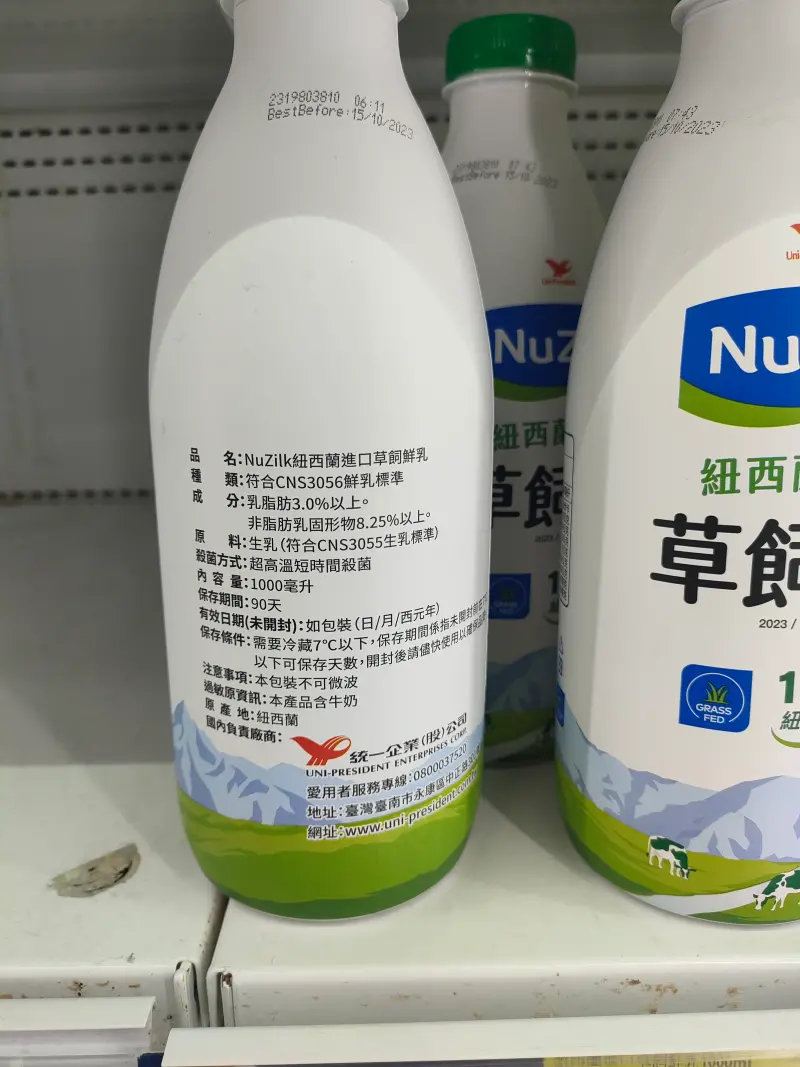 2319803810 06:11
BestBefore:15/10/2023
品名:NuZilk紐西蘭進口草飼鮮乳
種類:符合CNS3056鮮乳標準
成分:乳脂肪3.0%以上。
非脂肪乳固形物8.25%以上。
原料:生乳(符合CNS3055生乳標準)
殺菌方式:超高溫短時間殺菌
內容量:1000毫升
保存期間:90天
有效日期(未開封):如包裝(日/月/西元年)
保存條件:需要冷藏7℃以下,保存期間係指未開封
以下可保存天數,開封後請儘快使用以確保
注意事項:本包裝不可微波
過敏原資訊:本產品含牛奶
原產地:紐西蘭
國內負責廠商:
統一企業(股)公司
UNI-PRESIDENT ENTERPRISES CORP.
愛用者服務專線:0800037520
地址:臺灣臺南市永康區中正路
網址:www.uni-president.com
07:43
15/10/2023
NuZ
紐西蘭
草飼
Nu
紐西蘭
草飼
2023 /
GRASS
FED
1
紐